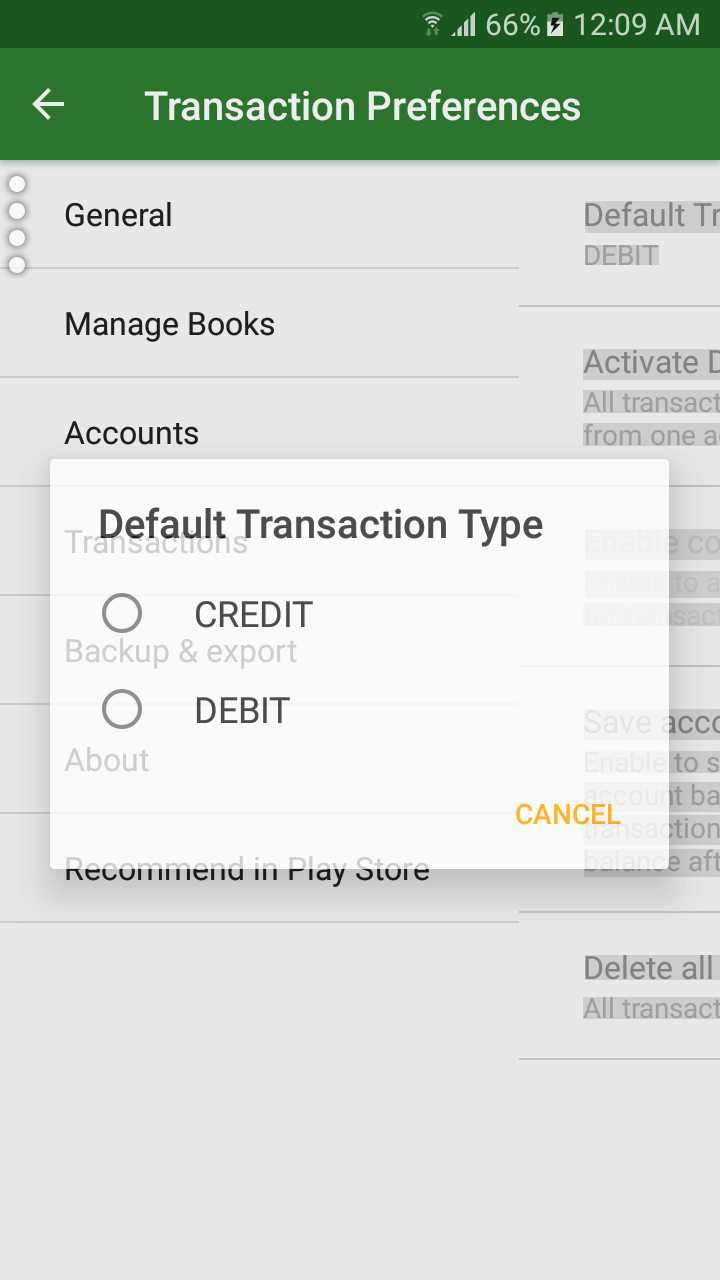 66% 12:09 AM
Transaction Preferences
General
Manage Books
Accounts
Default Transaction Type
Transactions
CREDIT
Backup & export
DEBIT
About
CANCEL
Recommend in Play Store
Default Tr
DEBIT
Activate D
All transact
from one a
Enable co
Enable to a
for transact
Save acco
Enable to s
account ba
transaction
balance aft
Delete all
All transact